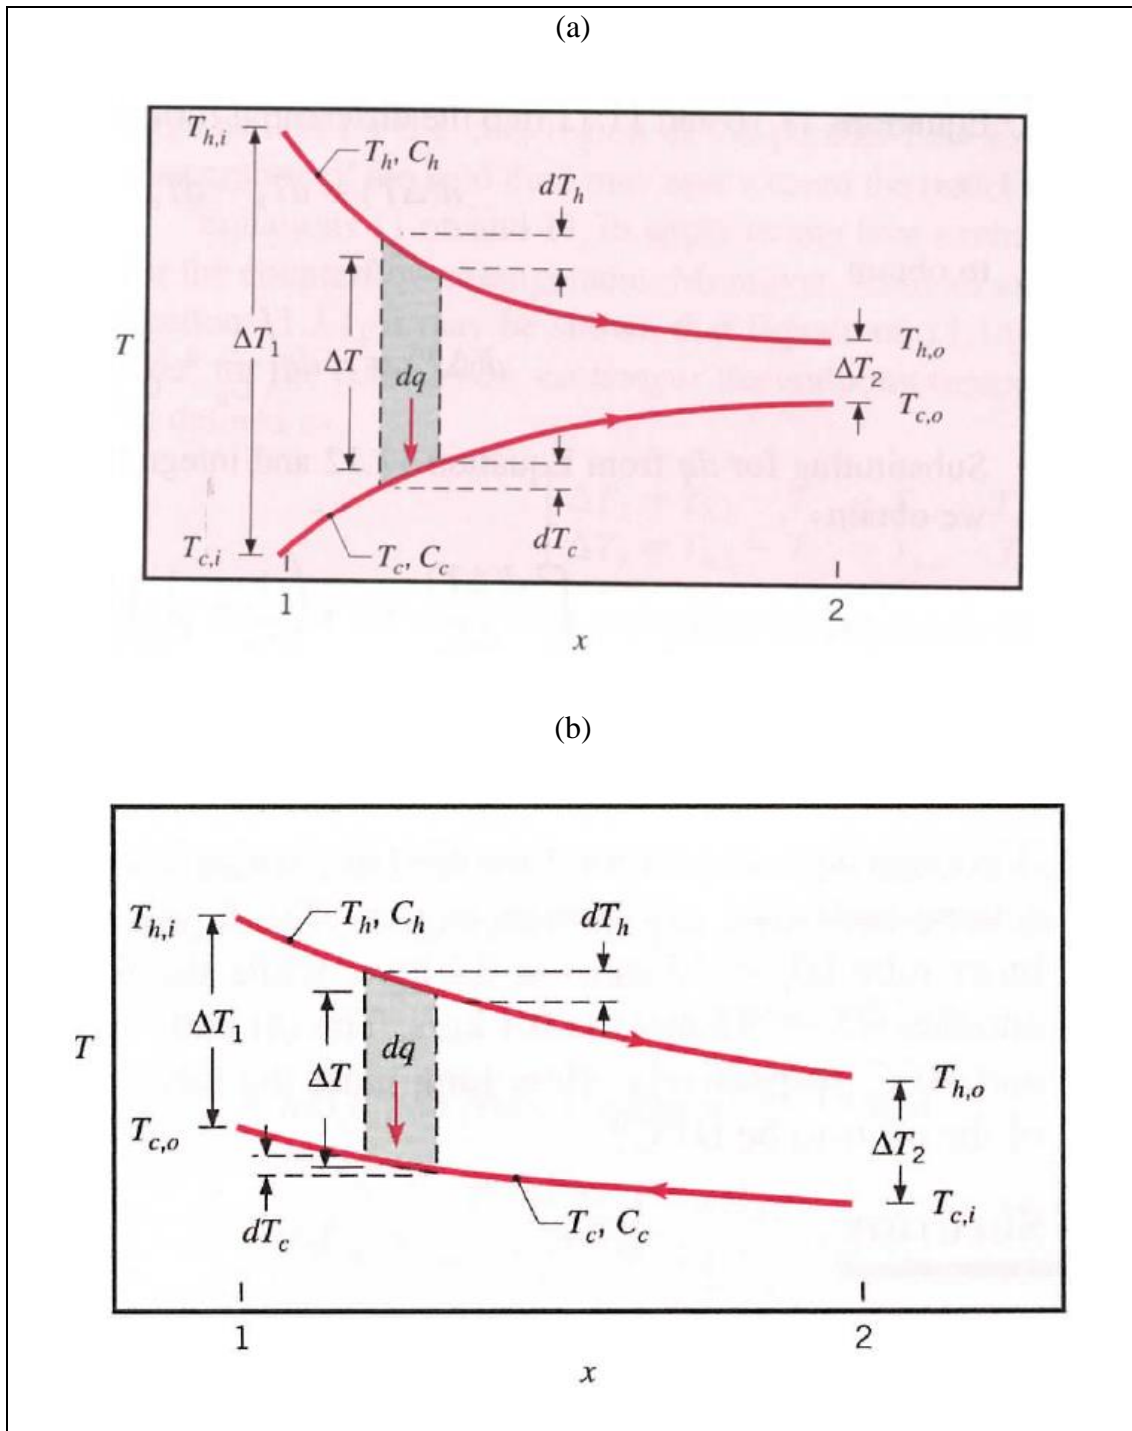 (a)
T_{h,i}
T_h, C_h
dT_h
T
ΔT_1
ΔT
dq
T_{h,o}
ΔT_2
T_{c,o}
T_{c,i}
T_c, C_c
dT_c
1
2
x
(b)
T_{h,i}
T_h, C_h
dT_h
ΔT_1
T
ΔT
dq
T_{h,o}
T_{c,o}
ΔT_2
dT_c
T_c, C_c
T_{c,i}
1
2
x